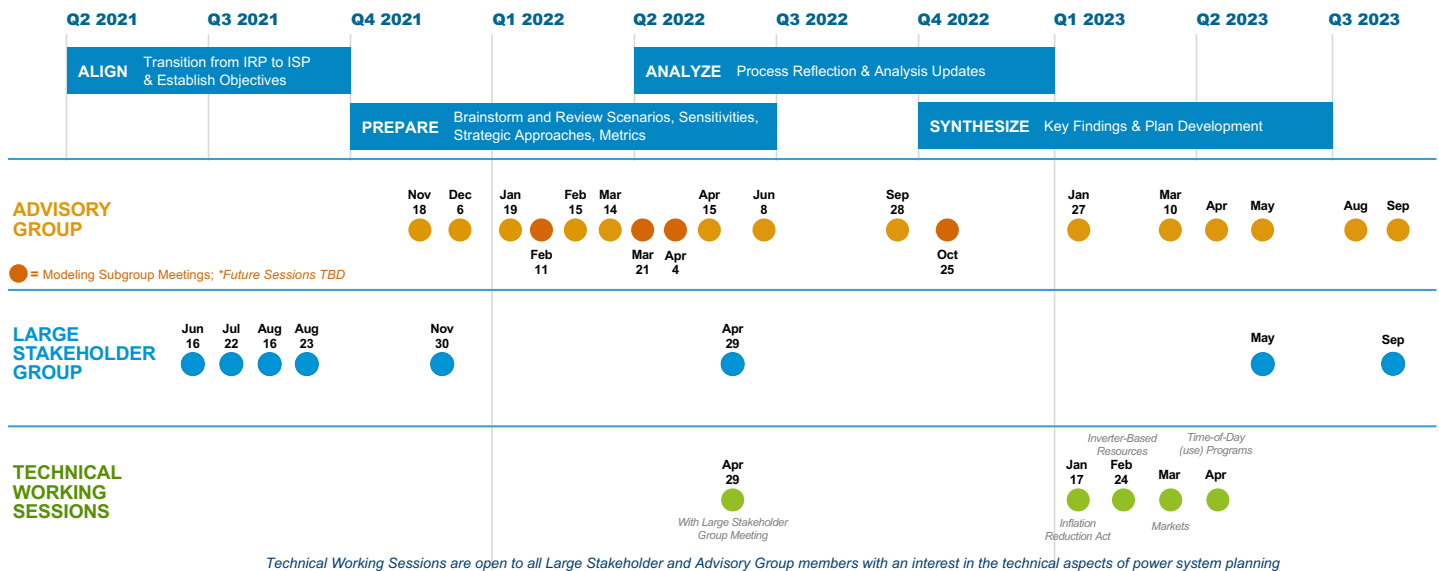 Q2 2021
Q3 2021
Q4 2021
Q1 2022
Q2 2022
Q3 2022
Q4 2022
Q1 2023
Q2 2023
Q3 2023
ALIGN
Transition from IRP to ISP
& Establish Objectives
ANALYZE
Process Reflection & Analysis Updates
PREPARE
Brainstorm and Review Scenarios, Sensitivities,
Strategic Approaches, Metrics
SYNTHESIZE
Key Findings & Plan Development
ADVISORY
GROUP
Nov
18
Dec
6
Jan
19
Feb
15
Mar
14
Apr
15
Jun
8
Sep
28
Jan
27
Mar
10
Apr
May
Aug
Sep
Feb
11
Mar
21
Apr
4
Oct
25
= Modeling Subgroup Meetings; *Future Sessions TBD
LARGE
STAKEHOLDER
GROUP
Jun
16
Jul
22
Aug
16
Aug
23
Nov
30
Apr
29
May
Sep
TECHNICAL
WORKING
SESSIONS
Apr
29
With Large Stakeholder
Group Meeting
Inverter-Based
Resources
Time-of-Day
(use) Programs
Jan
17
Feb
24
Mar
Apr
Inflation
Reduction Act
Markets
Technical Working Sessions are open to all Large Stakeholder and Advisory Group members with an interest in the technical aspects of power system planning